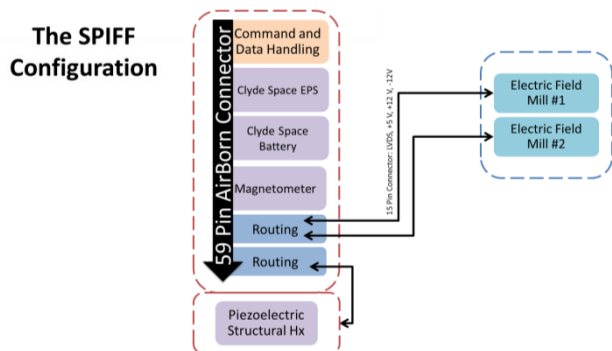 The SPIFF
Configuration
59 Pin AirBorn Connector
Command and
Data Handling
Clyde Space EPS
Clyde Space
Battery
Magnetometer
Routing
Routing
Piezoelectric
Structural Hx
15 Pin Connector: LVDS, +5 V, +12 V, -12V
Electric Field
Mill #1
Electric Field
Mill #2